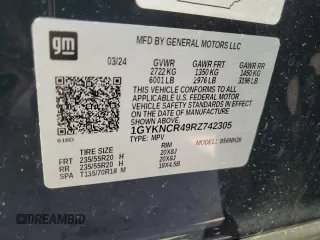 gm
MFD BY GENERAL MOTORS LLC
03/24 GVWR GAWR FRT GAWR RR
2722 KG 1350 KG 1450 KG
6001 LB 2976 LB 3196 LB
THIS VEHICLE CONFORMS TO ALL APPLICABLE
U.S. FEDERAL MOTOR VEHICLE SAFETY AND
THEFT PREVENTION STANDARDS IN EFFECT ON
THE DATE OF MANUFACTURE SHOWN ABOVE.
1GYKNCR49RZ742305
TYPE: MPV
TIRE SIZE RIM
FRT 235/55R20 H 20X8J
RR 235/55R20 H 20X8J
SPA T135/70R18 M 18X4.5B
DREAMBID